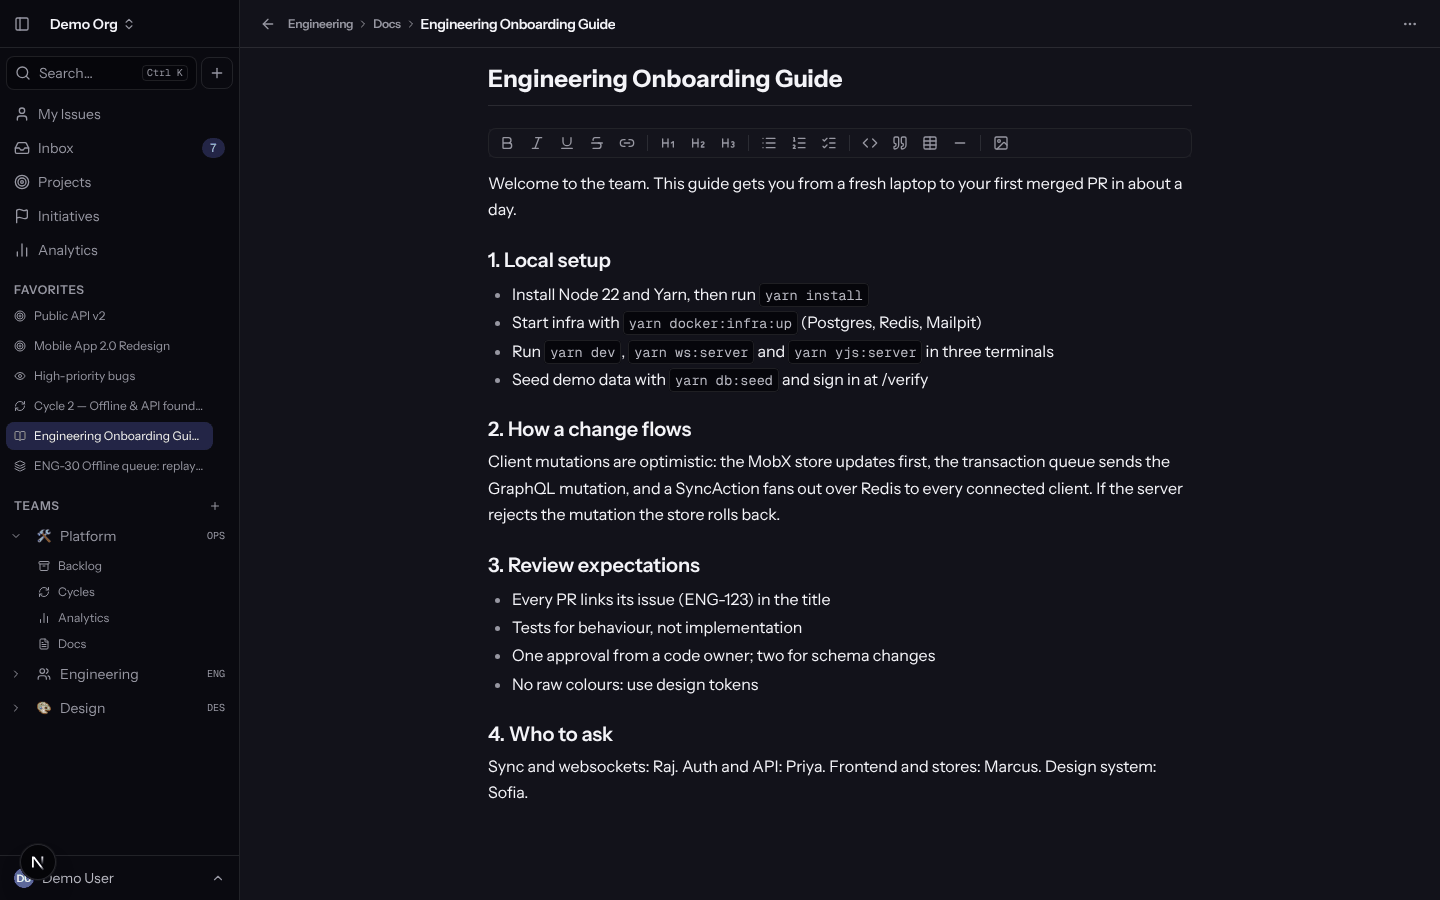 Demo Org
Search...
Ctrl K
My Issues
Inbox
7
Projects
Initiatives
Analytics
FAVORITES
Public API v2
Mobile App 2.0 Redesign
High-priority bugs
Cycle 2 — Offline & API found...
Engineering Onboarding Gui...
ENG-30 Offline queue: replay...
TEAMS
Platform
OPS
Backlog
Cycles
Analytics
Docs
Engineering
ENG
Design
DES
N
Demo User
Engineering
Docs
Engineering Onboarding Guide
Engineering Onboarding Guide
B I U S H1 H2 H3
Welcome to the team. This guide gets you from a fresh laptop to your first merged PR in about a
day.
1. Local setup
Install Node 22 and Yarn, then run yarn install
Start infra with yarn docker:infra:up (Postgres, Redis, Mailpit)
Run yarn dev, yarn ws:server and yarn yjs:server in three terminals
Seed demo data with yarn db:seed and sign in at /verify
2. How a change flows
Client mutations are optimistic: the MobX store updates first, the transaction queue sends the
GraphQL mutation, and a SyncAction fans out over Redis to every connected client. If the server
rejects the mutation the store rolls back.
3. Review expectations
Every PR links its issue (ENG-123) in the title
Tests for behaviour, not implementation
One approval from a code owner; two for schema changes
No raw colours: use design tokens
4. Who to ask
Sync and websockets: Raj. Auth and API: Priya. Frontend and stores: Marcus. Design system:
Sofia.